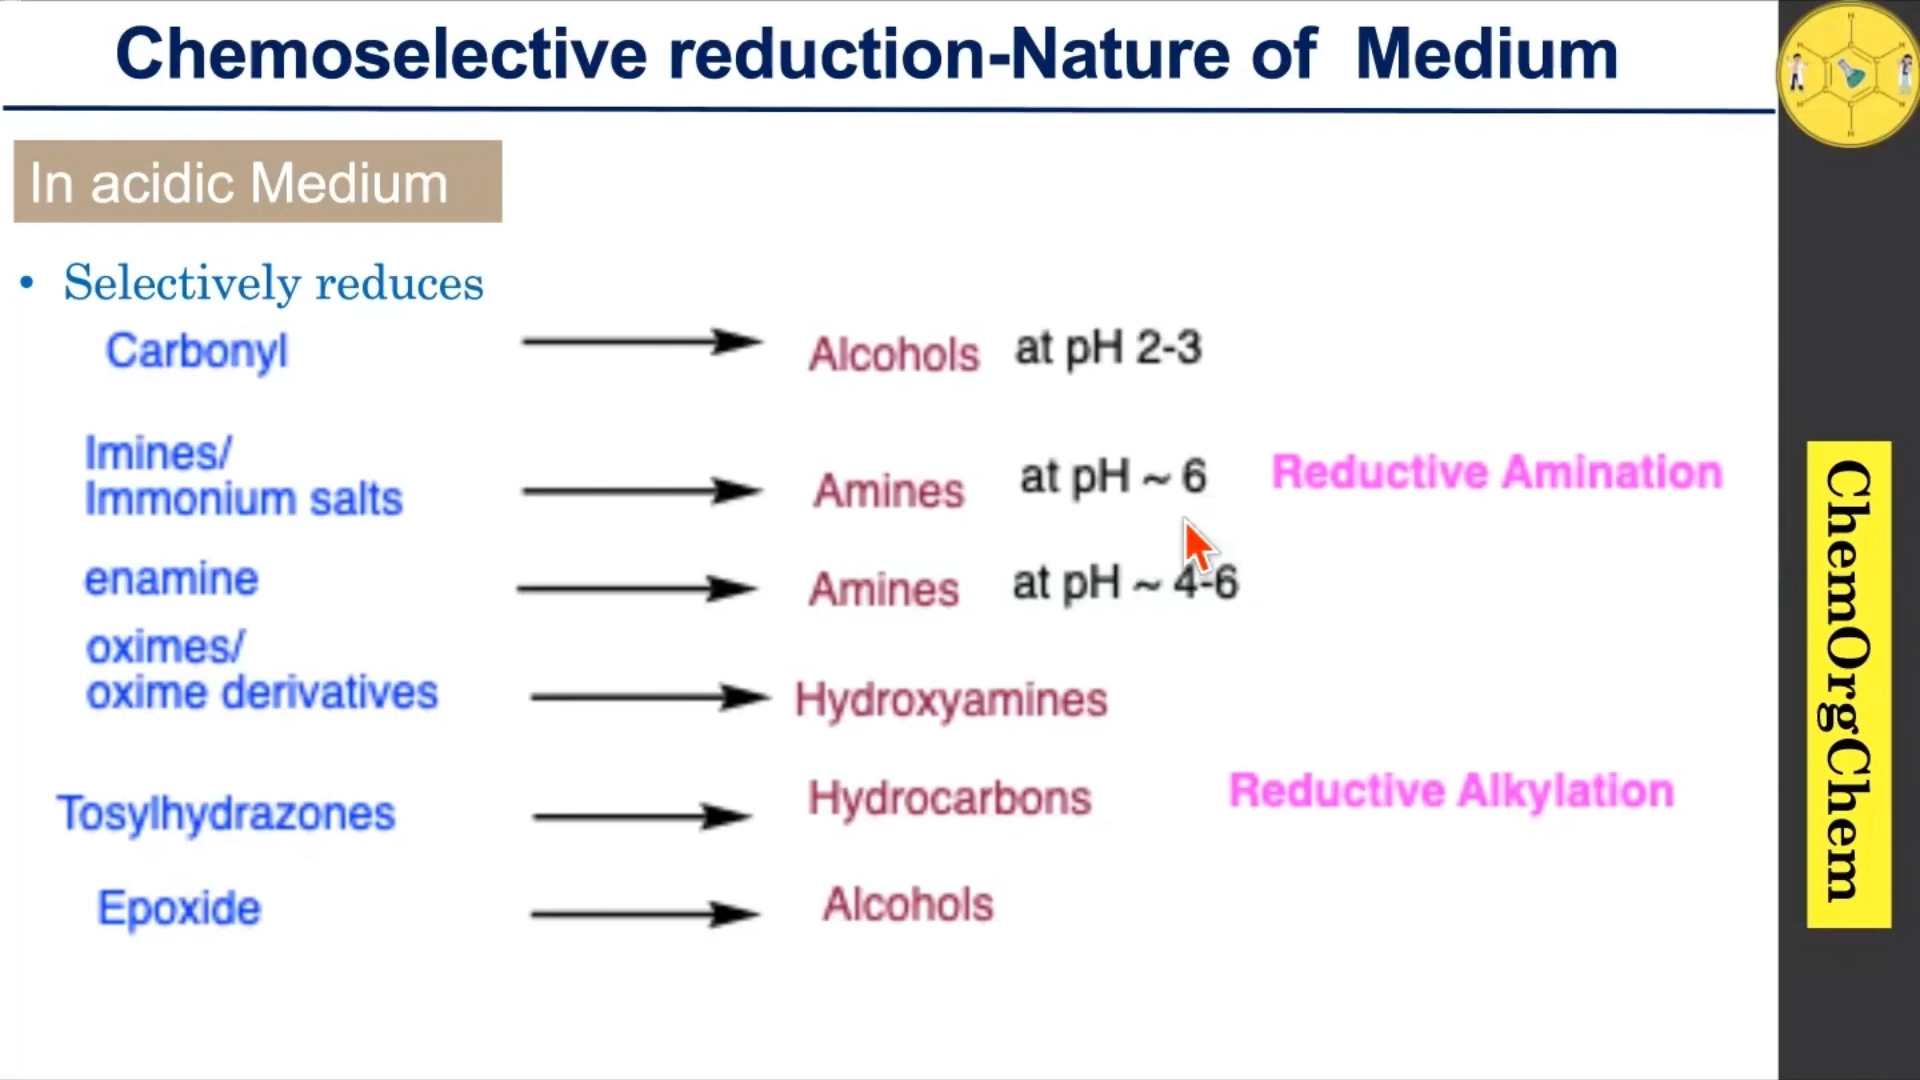 Chemoselective reduction-Nature of Medium
In acidic Medium
• Selectively reduces
Carbonyl
Alcohols at pH 2-3
Imines/
Immonium salts
Amines at pH ~ 6 Reductive Amination
enamine
Amines at pH ~ 4-6
oximes/
oxime derivatives
Hydroxyamines
Tosylhydrazones
Hydrocarbons Reductive Alkylation
Epoxide
Alcohols
ChemOrgChem